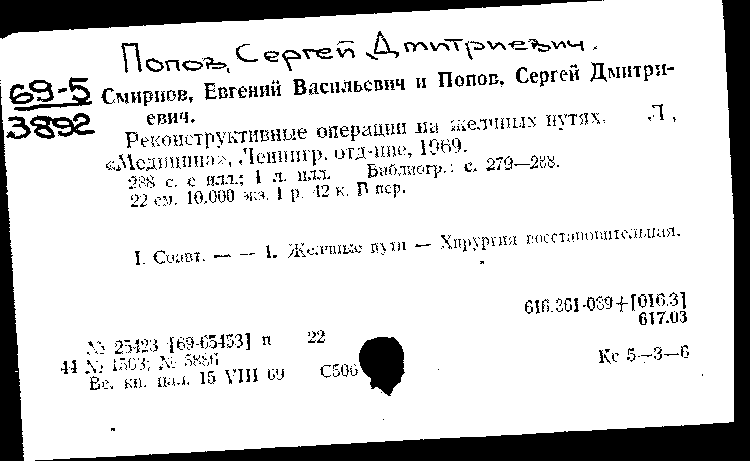 Попов, Сергей Дмитриевич.
69-5
3892
Смирнов, Евгений Васильевич и Попов, Сергей Дмитри-
евич.
Реконструктивные операции на желчных путях. Л,
«Медицина», Ленингр. отд-ние, 1969.
288 с. с илл.; 1 л. илл. Библиогр.: с. 279—288.
22 см. 10.000 экз. 1 р. 42 к. В пер.
I. Соавт. — — 1. Желчные пути — Хирургия восстановительная.
616.361-089+[016.3]
617.03
№ 25423 [69-65453] п 22
44 № 1503; № 5886
Вс. кн. пал. 15 VIII 69 С506
Кс 5—3—6